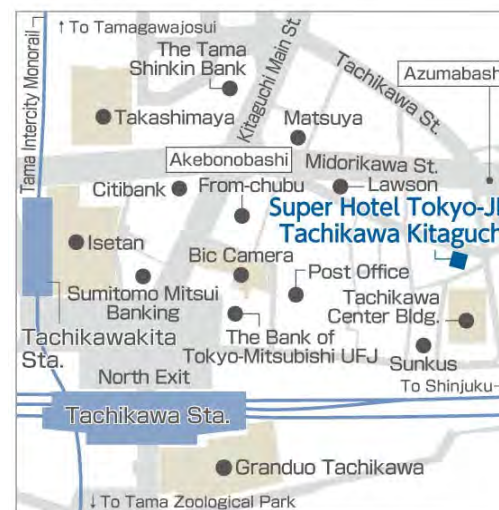 ↑ To Tamagawajosui
Tama Intercity Monorail
The Tama
Shinkin Bank
Kitaguchi Main St.
Tachikawa St.
Azumabash
Takashimaya
Matsuya
Akebonobashi
Midorikawa St.
Citibank
From-chubu
Lawson
Super Hotel Tokyo-J
Tachikawa Kitaguch
Isetan
Bic Camera
Post Office
Sumitomo Mitsui
Banking
Tachikawa
Center Bldg.
Tachikawakita
Sta.
The Bank of
Tokyo-Mitsubishi UFJ
Sunkus
North Exit
To Shinjuku
Tachikawa Sta.
Granduo Tachikawa
↓ To Tama Zoological Park